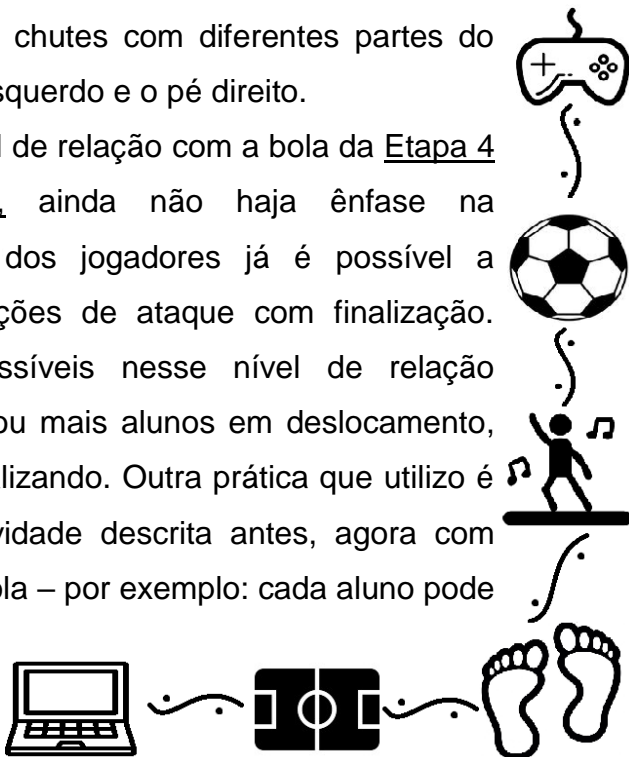 chutes com diferentes partes do
squerdo e o pé direito.
l de relação com a bola da Etapa 4
, ainda não haja ênfase na
dos jogadores já é possível a
ções de ataque com finalização.
ssíveis nesse nível de relação
ou mais alunos em deslocamento,
alizando. Outra prática que utilizo é
vidade descrita antes, agora com
ola – por exemplo: cada aluno pode